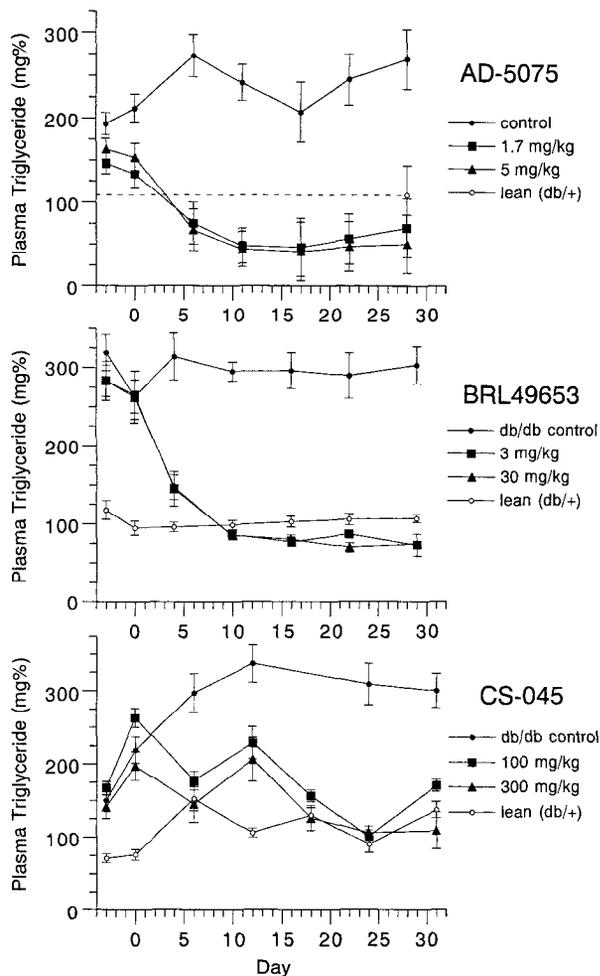 Plasma Triglyceride (mg%)
300
200
100
0
0 5 10 15 20 25 30
AD-5075
control
1.7 mg/kg
5 mg/kg
lean (db/+)
Plasma Triglyceride (mg%)
300
200
100
0
0 5 10 15 20 25 30
BRL49653
db/db control
3 mg/kg
30 mg/kg
lean (db/+)
Plasma Triglyceride (mg%)
300
200
100
0
0 5 10 15 20 25 30
CS-045
db/db control
100 mg/kg
300 mg/kg
lean (db/+)
Day